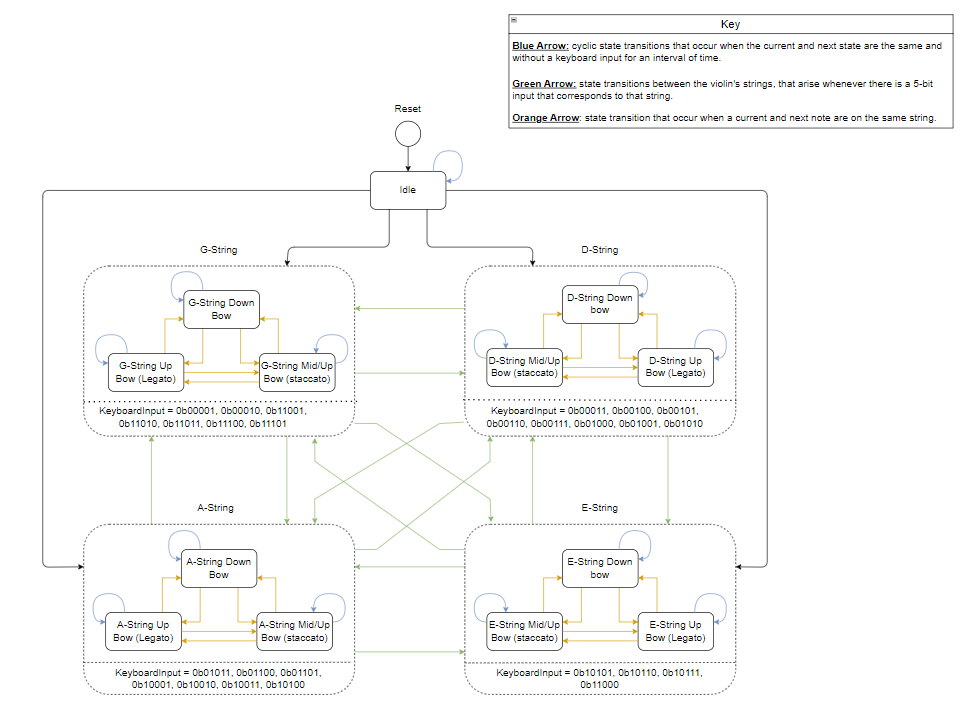 Key
Blue Arrow: cyclic state transitions that occur when the current and next state are the same and
without a keyboard input for an interval of time.
Green Arrow: state transitions between the violin's strings, that arise whenever there is a 5-bit
input that corresponds to that string.
Orange Arrow: state transition that occur when a current and next note are on the same string.
Reset
Idle
G-String
G-String Down
Bow
G-String Up
Bow (Legato)
G-String Mid/Up
Bow (staccato)
KeyboardInput = 0b00001, 0b00010, 0b11001,
0b11010, 0b11011, 0b11100, 0b11101
D-String
D-String Down
bow
D-String Mid/Up
Bow (staccato)
D-String Up
Bow (Legato)
KeyboardInput = 0b00011, 0b00100, 0b00101,
0b00110, 0b00111, 0b01000, 0b01001, 0b01010
A-String
A-String Down
Bow
A-String Up
Bow (Legato)
A-String Mid/Up
Bow (staccato)
KeyboardInput = 0b01011, 0b01100, 0b01101,
0b10001, 0b10010, 0b10011, 0b10100
E-String
E-String Down
bow
E-String Mid/Up
Bow (staccato)
E-String Up
Bow (Legato)
KeyboardInput = 0b10101, 0b10110, 0b10111,
0b11000